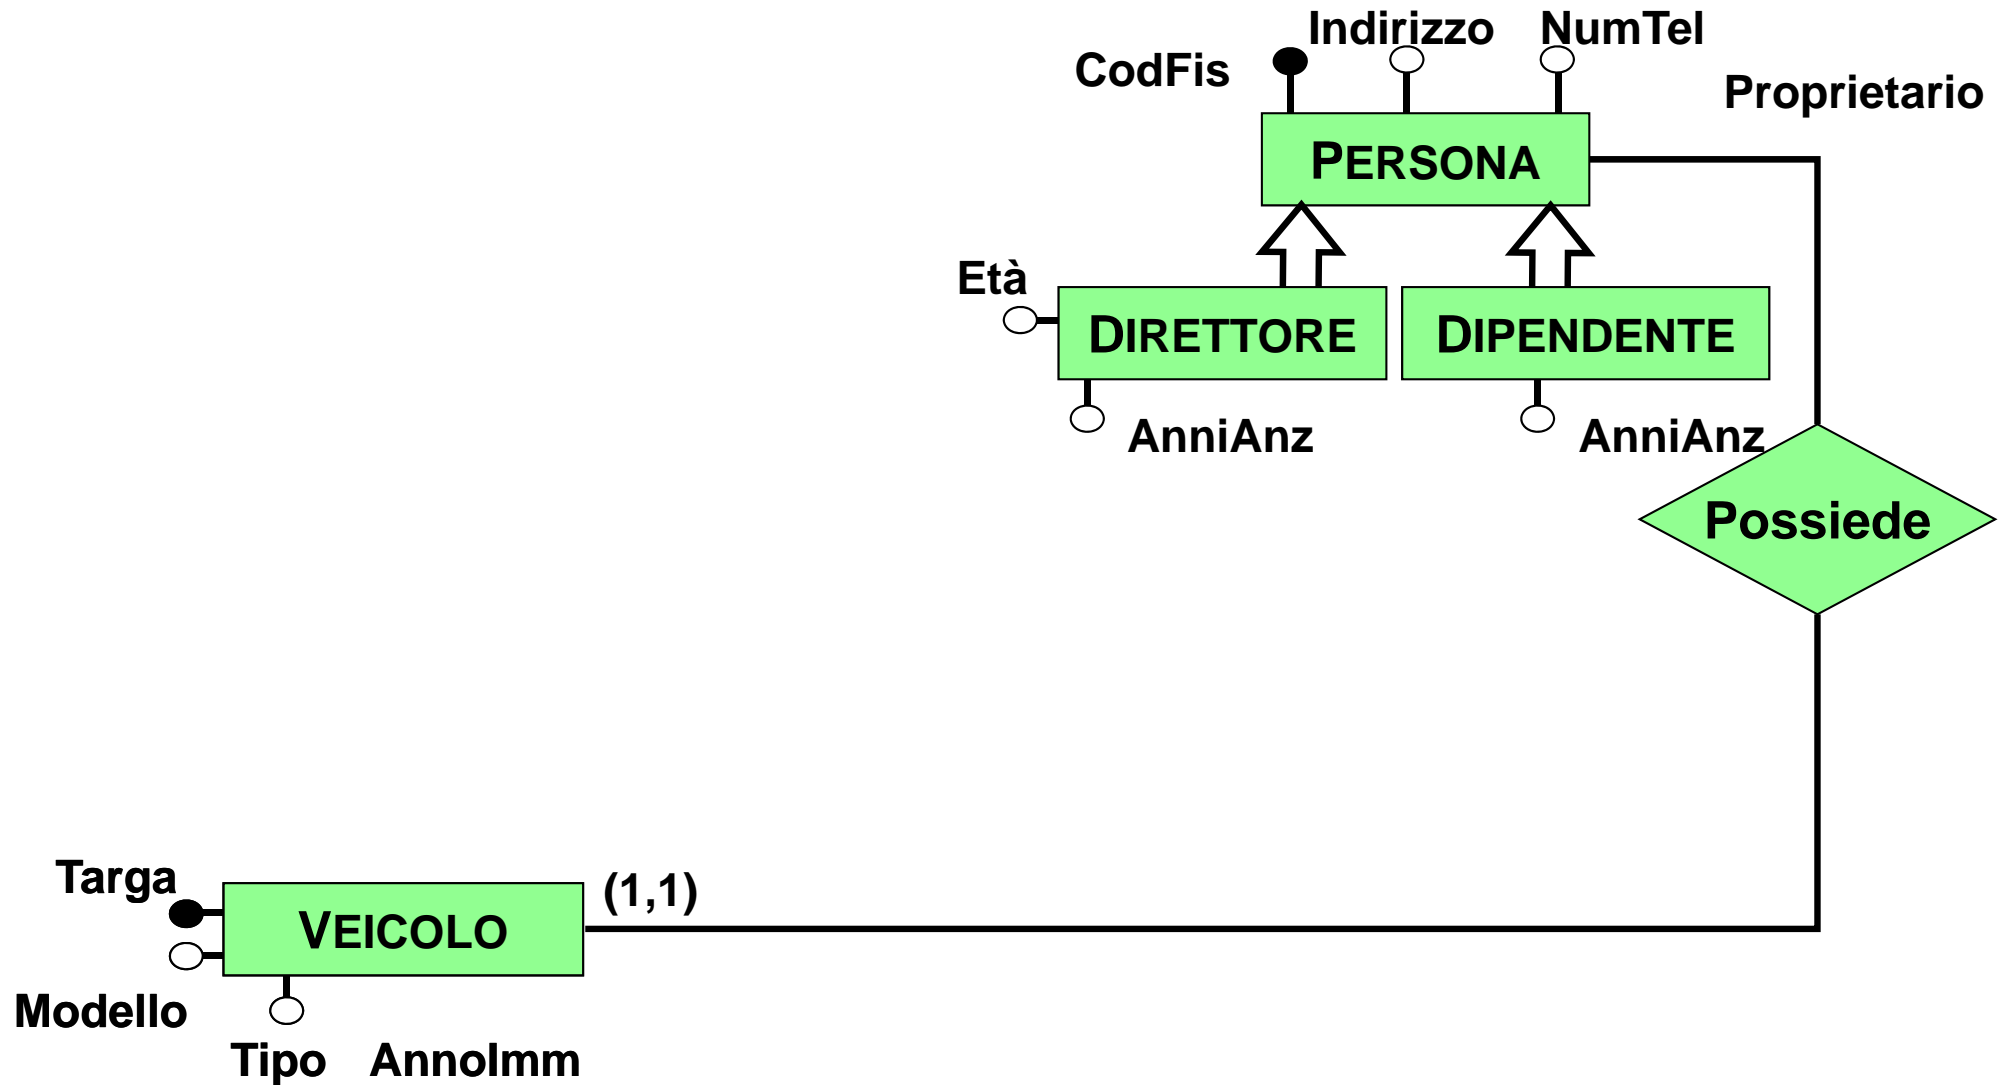 Indirizzo NumTel
CodFis
Proprietario
PERSONA
Età
DIRETTORE DIPENDENTE
AnniAnz AnniAnz
Possiede
Targa
(1,1)
VEICOLO
Modello
Tipo AnnoImm